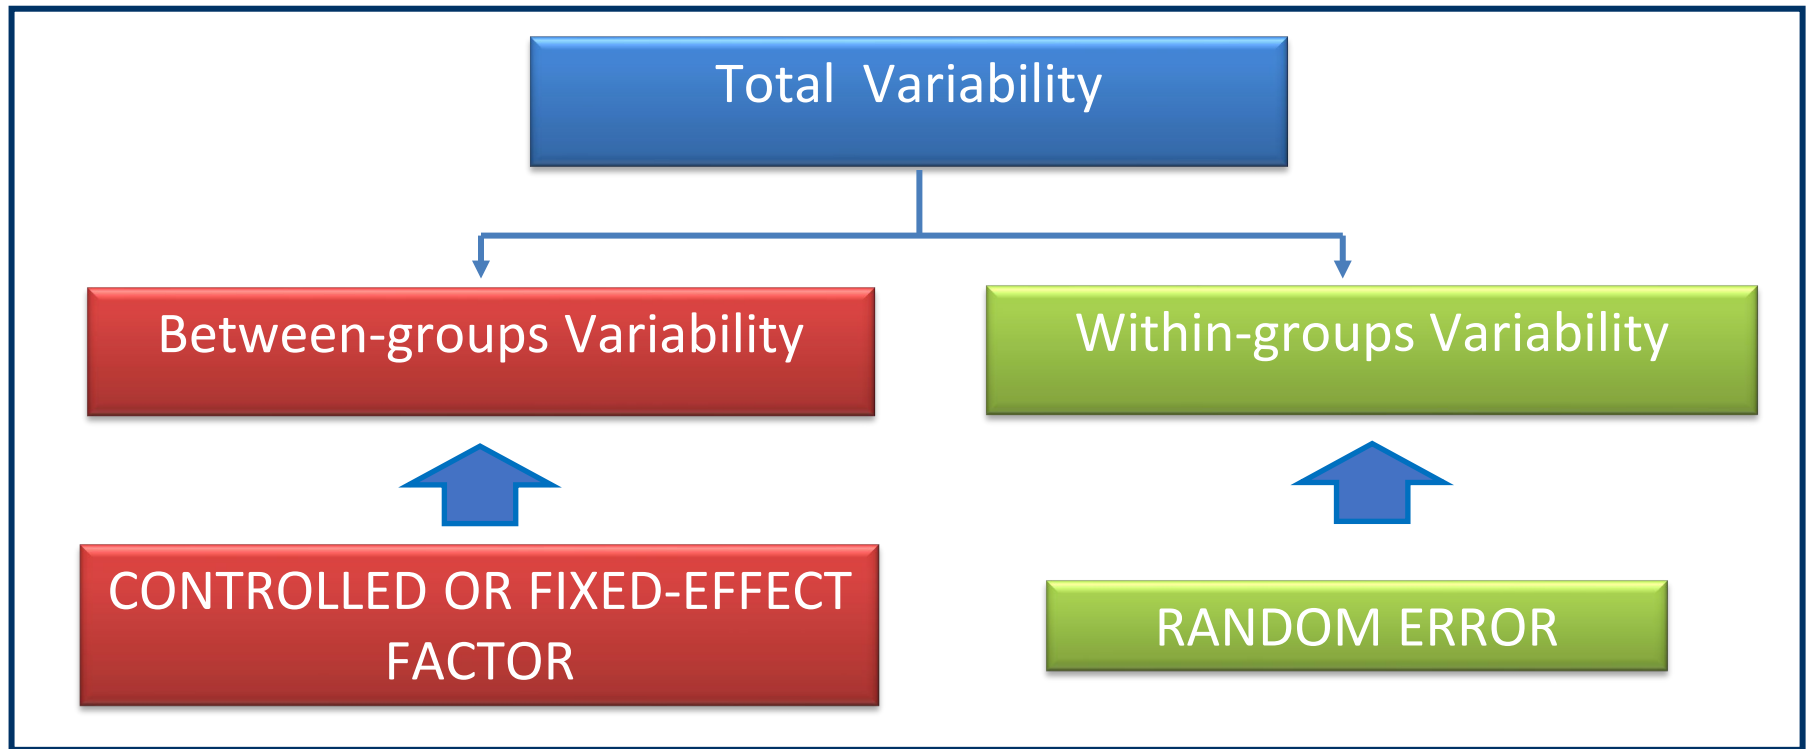 Total Variability
Between-groups Variability
Within-groups Variability
CONTROLLED OR FIXED-EFFECT
FACTOR
RANDOM ERROR